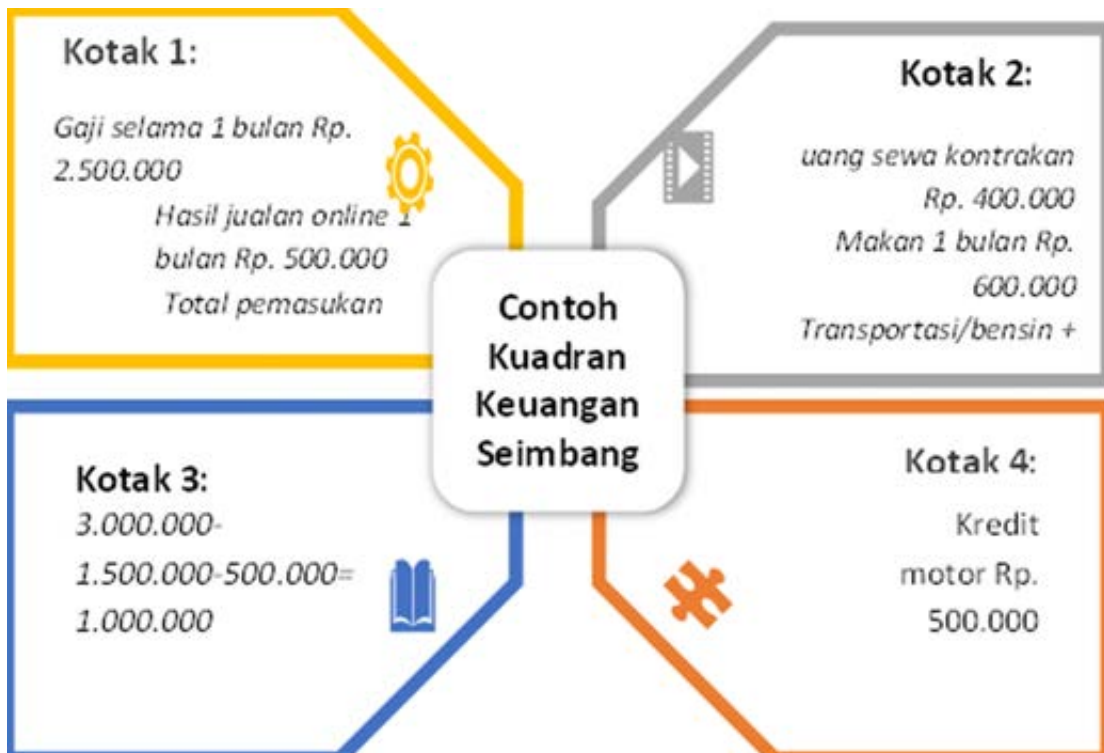 Kotak 1:
Gaji selama 1 bulan Rp.
2.500.000
Hasil jualan online 1
bulan Rp. 500.000
Total pemasukan
Kotak 2:
uang sewa kontrakan
Rp. 400.000
Makan 1 bulan Rp.
600.000
Transportasi/bensin +
Contoh
Kuadran
Keuangan
Seimbang
Kotak 3:
3.000.000-
1.500.000-500.000=
1.000.000
Kotak 4:
Kredit
motor Rp.
500.000